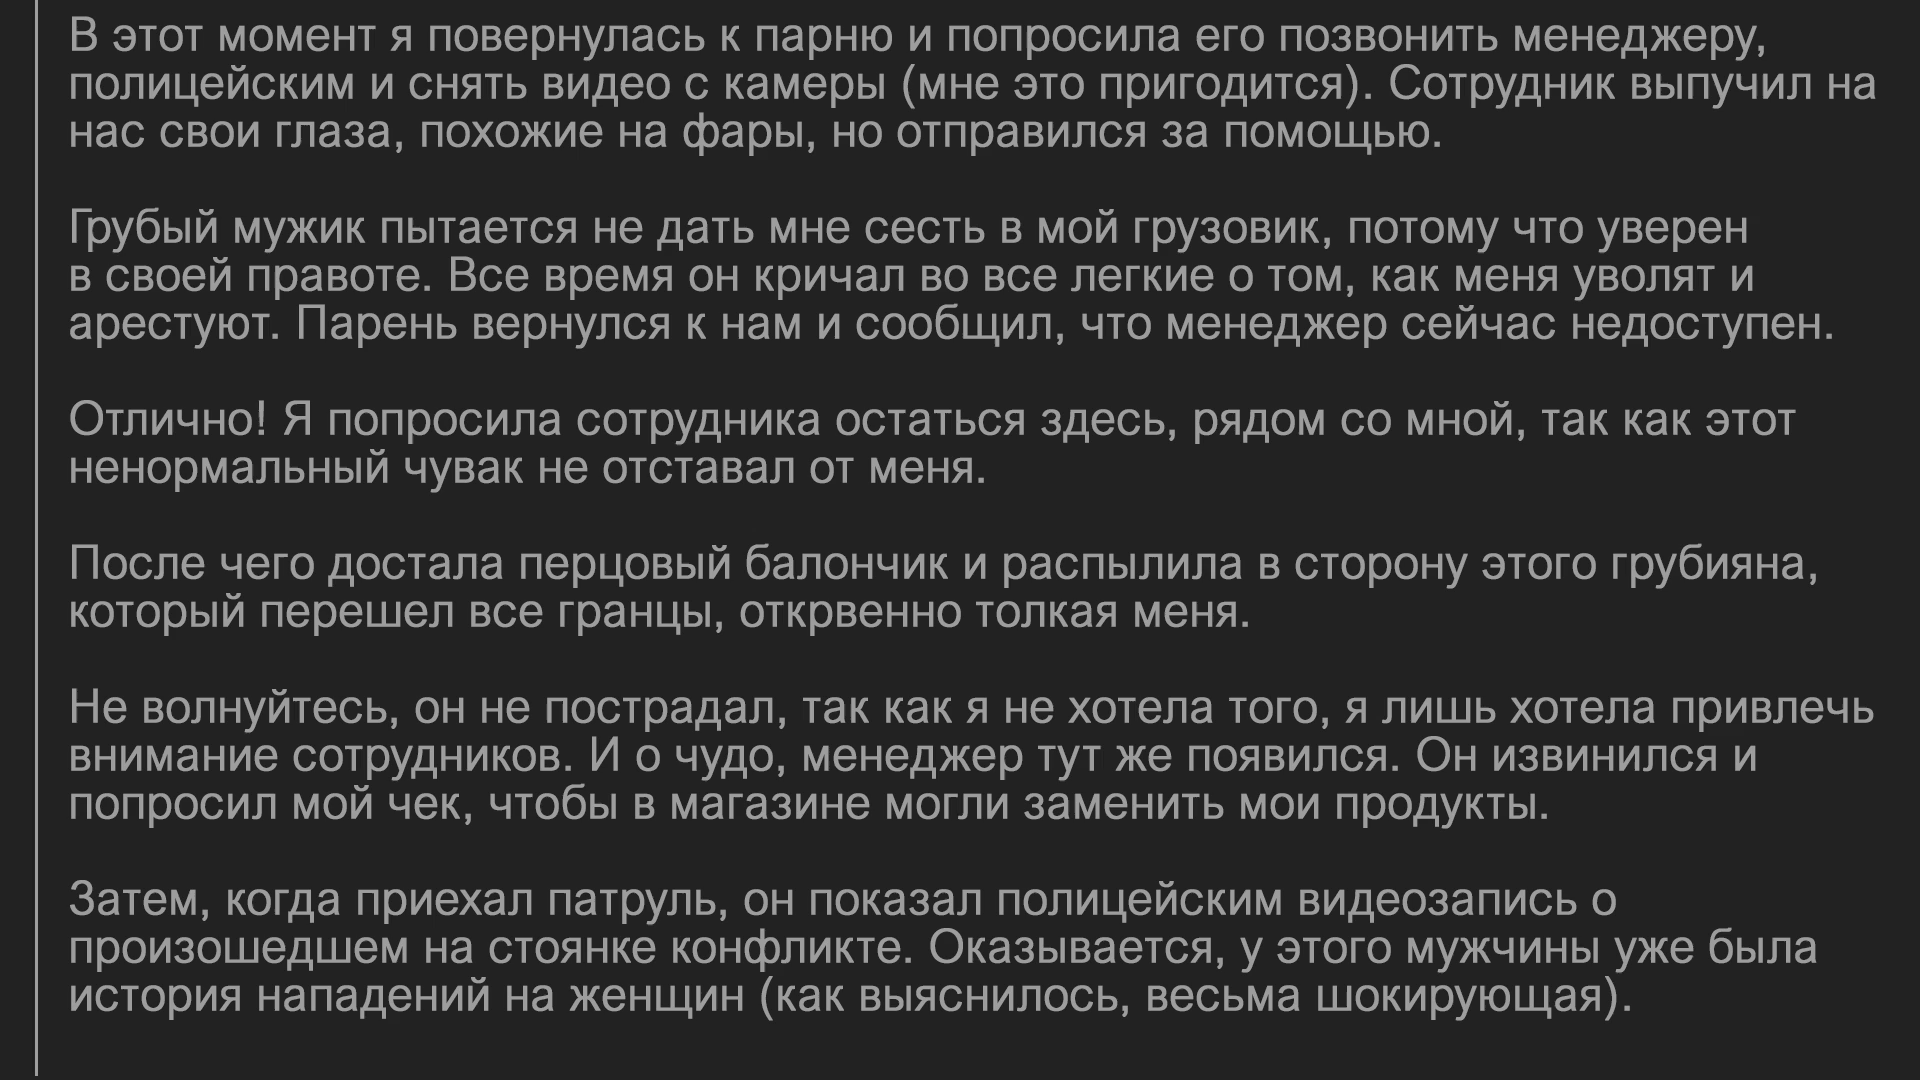 В этот момент я повернулась к парню и попросила его позвонить менеджеру,
полицейским и снять видео с камеры (мне это пригодится). Сотрудник выпучил на
нас свои глаза, похожие на фары, но отправился за помощью.
Грубый мужик пытается не дать мне сесть в мой грузовик, потому что уверен
в своей правоте. Все время он кричал во все легкие о том, как меня уволят и
арестуют. Парень вернулся к нам и сообщил, что менеджер сейчас недоступен.
Отлично! Я попросила сотрудника остаться здесь, рядом со мной, так как этот
ненормальный чувак не отставал от меня.
После чего достала перцовый балончик и распылила в сторону этого грубияна,
который перешел все гранцы, открвенно толкая меня.
Не волнуйтесь, он не пострадал, так как я не хотела того, я лишь хотела привлечь
внимание сотрудников. И о чудо, менеджер тут же появился. Он извинился и
попросил мой чек, чтобы в магазине могли заменить мои продукты.
Затем, когда приехал патруль, он показал полицейским видеозапись о
произошедшем на стоянке конфликте. Оказывается, у этого мужчины уже была
история нападений на женщин (как выяснилось, весьма шокирующая).